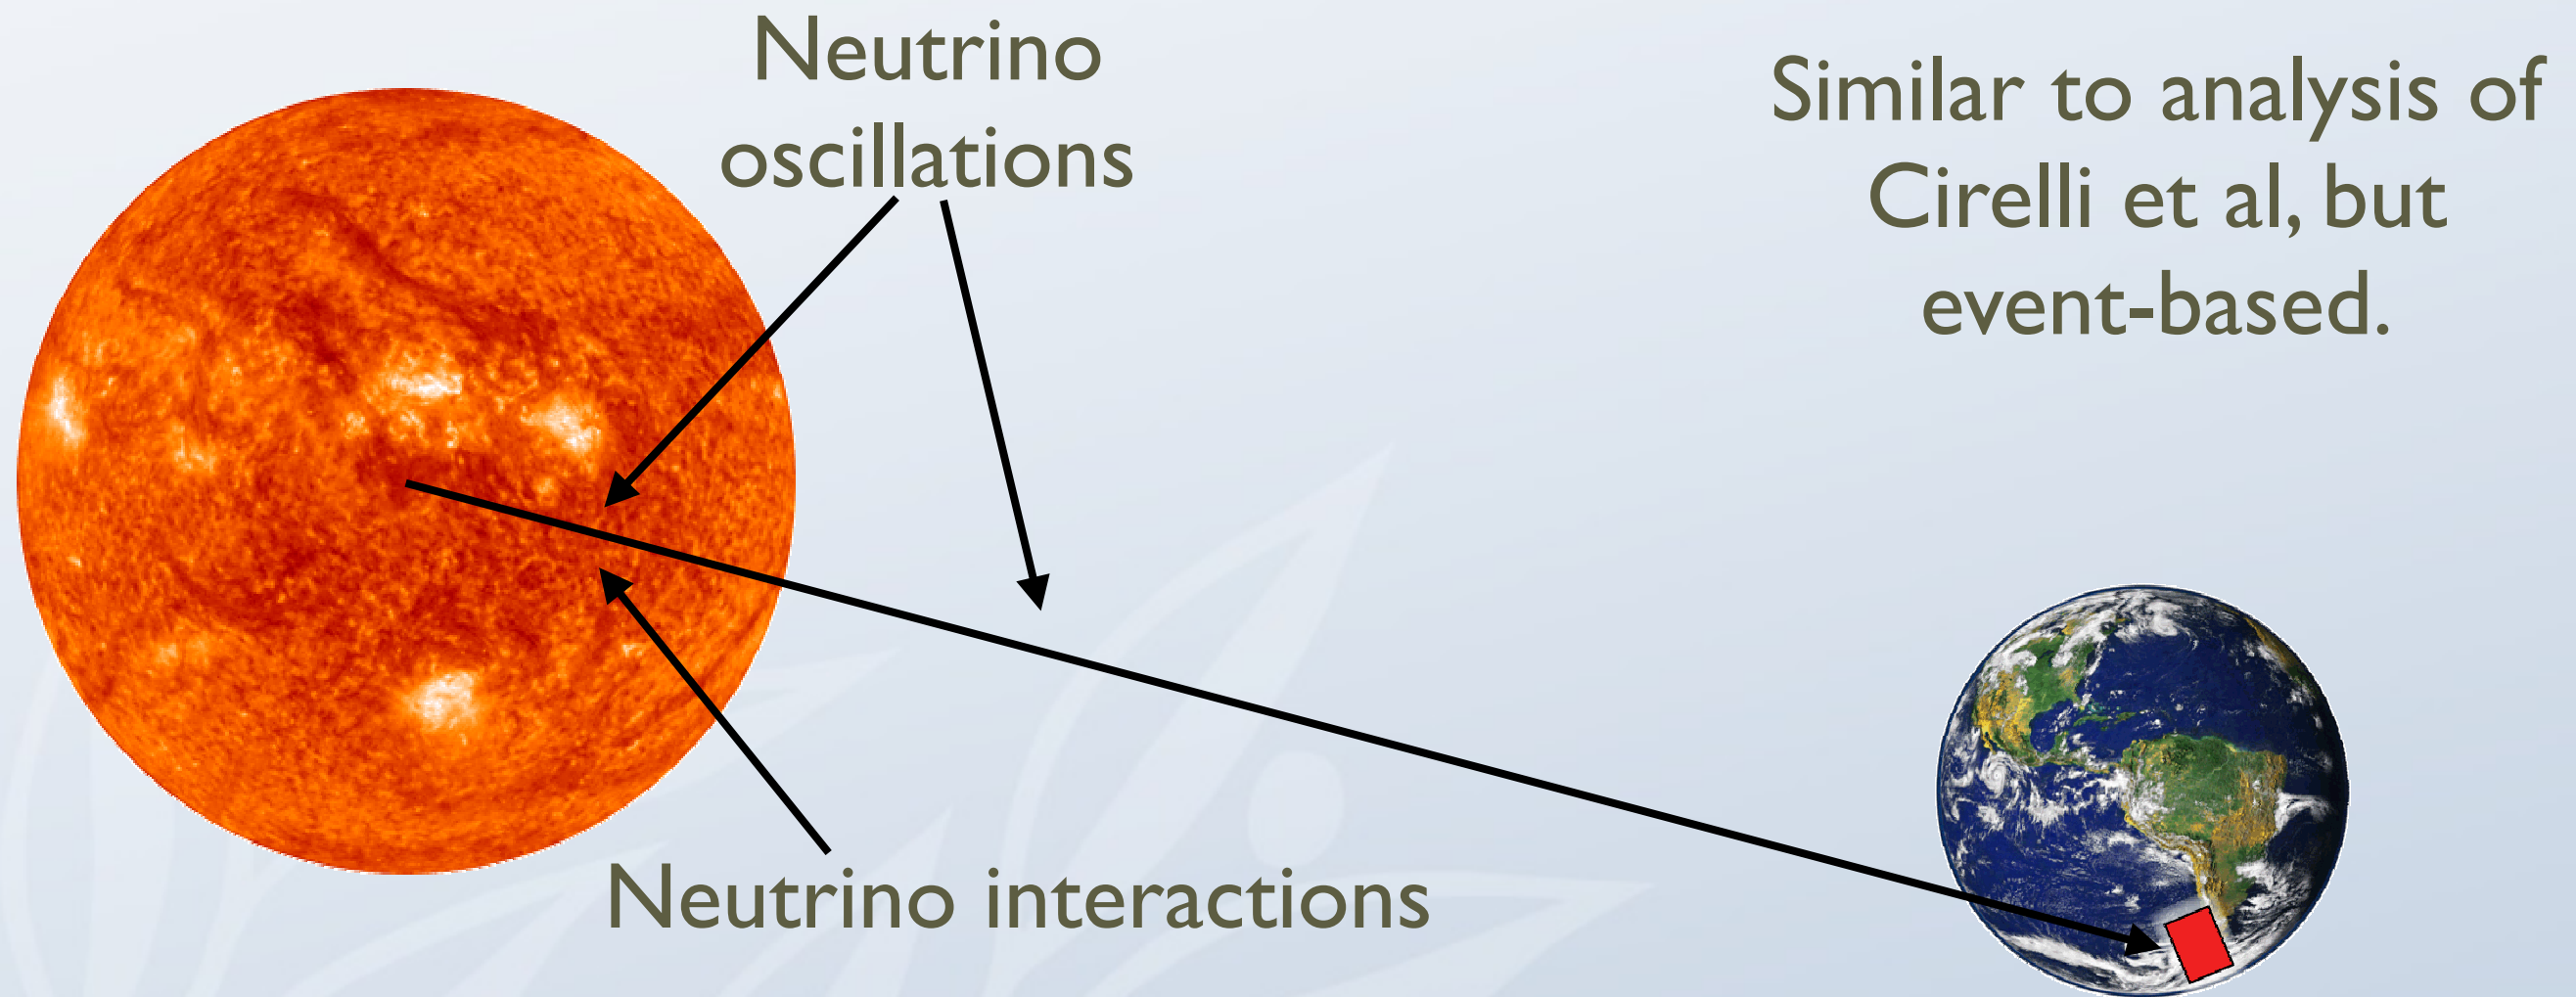 Neutrino
oscillations
Similar to analysis of
Cirelli et al, but
event-based.
Neutrino interactions